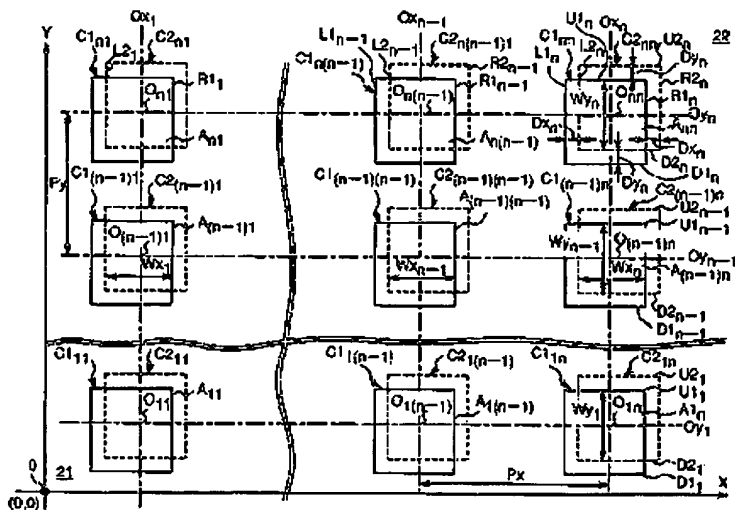 Y Ox₁ Oxₙ₋₁ Oxₙ 22
C1ₙ₁ L2₁ C2ₙ₁ L1ₙ₋₁ L2ₙ₋₁ C2ₙ₍ₙ₋₁₎ C1ₙₙ U1ₙ L2ₙ C2ₙₙ U2ₙ
R1₁ C1ₙ₍ₙ₋₁₎ R2ₙ₋₁ R1ₙ₋₁ L1ₙ Dyₙ R2ₙ R1ₙ
Oₙ₁ Oₙ₍ₙ₋₁₎ Wyₙ Oₙₙ Oyₙ
Aₙ₁ Aₙ₍ₙ₋₁₎ Dxₙ Aₙₙ Dxₙ
Py C1₍ₙ₋₁₎₁ C2₍ₙ₋₁₎₁ C1₍ₙ₋₁₎₍ₙ₋₁₎ C2₍ₙ₋₁₎₍ₙ₋₁₎ C1₍ₙ₋₁₎ₙ Dyₙ D2ₙ D1ₙ
A₍ₙ₋₁₎₁ A₍ₙ₋₁₎₍ₙ₋₁₎ C2₍ₙ₋₁₎ₙ U2ₙ₋₁ U1ₙ₋₁
O₍ₙ₋₁₎₁ Wyₙ₋₁ O₍ₙ₋₁₎ₙ Oyₙ₋₁
Wx₁ Wxₙ₋₁ Wxₙ A₍ₙ₋₁₎ₙ
D2ₙ₋₁
D1ₙ₋₁
C1₁₁ C2₁₁ C1₁₍ₙ₋₁₎ C2₁₍ₙ₋₁₎ C1₁ₙ C2₁ₙ
A₁₁ A₁₍ₙ₋₁₎ U2₁ U1₁
O₁₁ O₁₍ₙ₋₁₎ Wy₁ O₁ₙ A1ₙ
Oy₁
D2₁
0 21 Px D1₁
(0,0) X